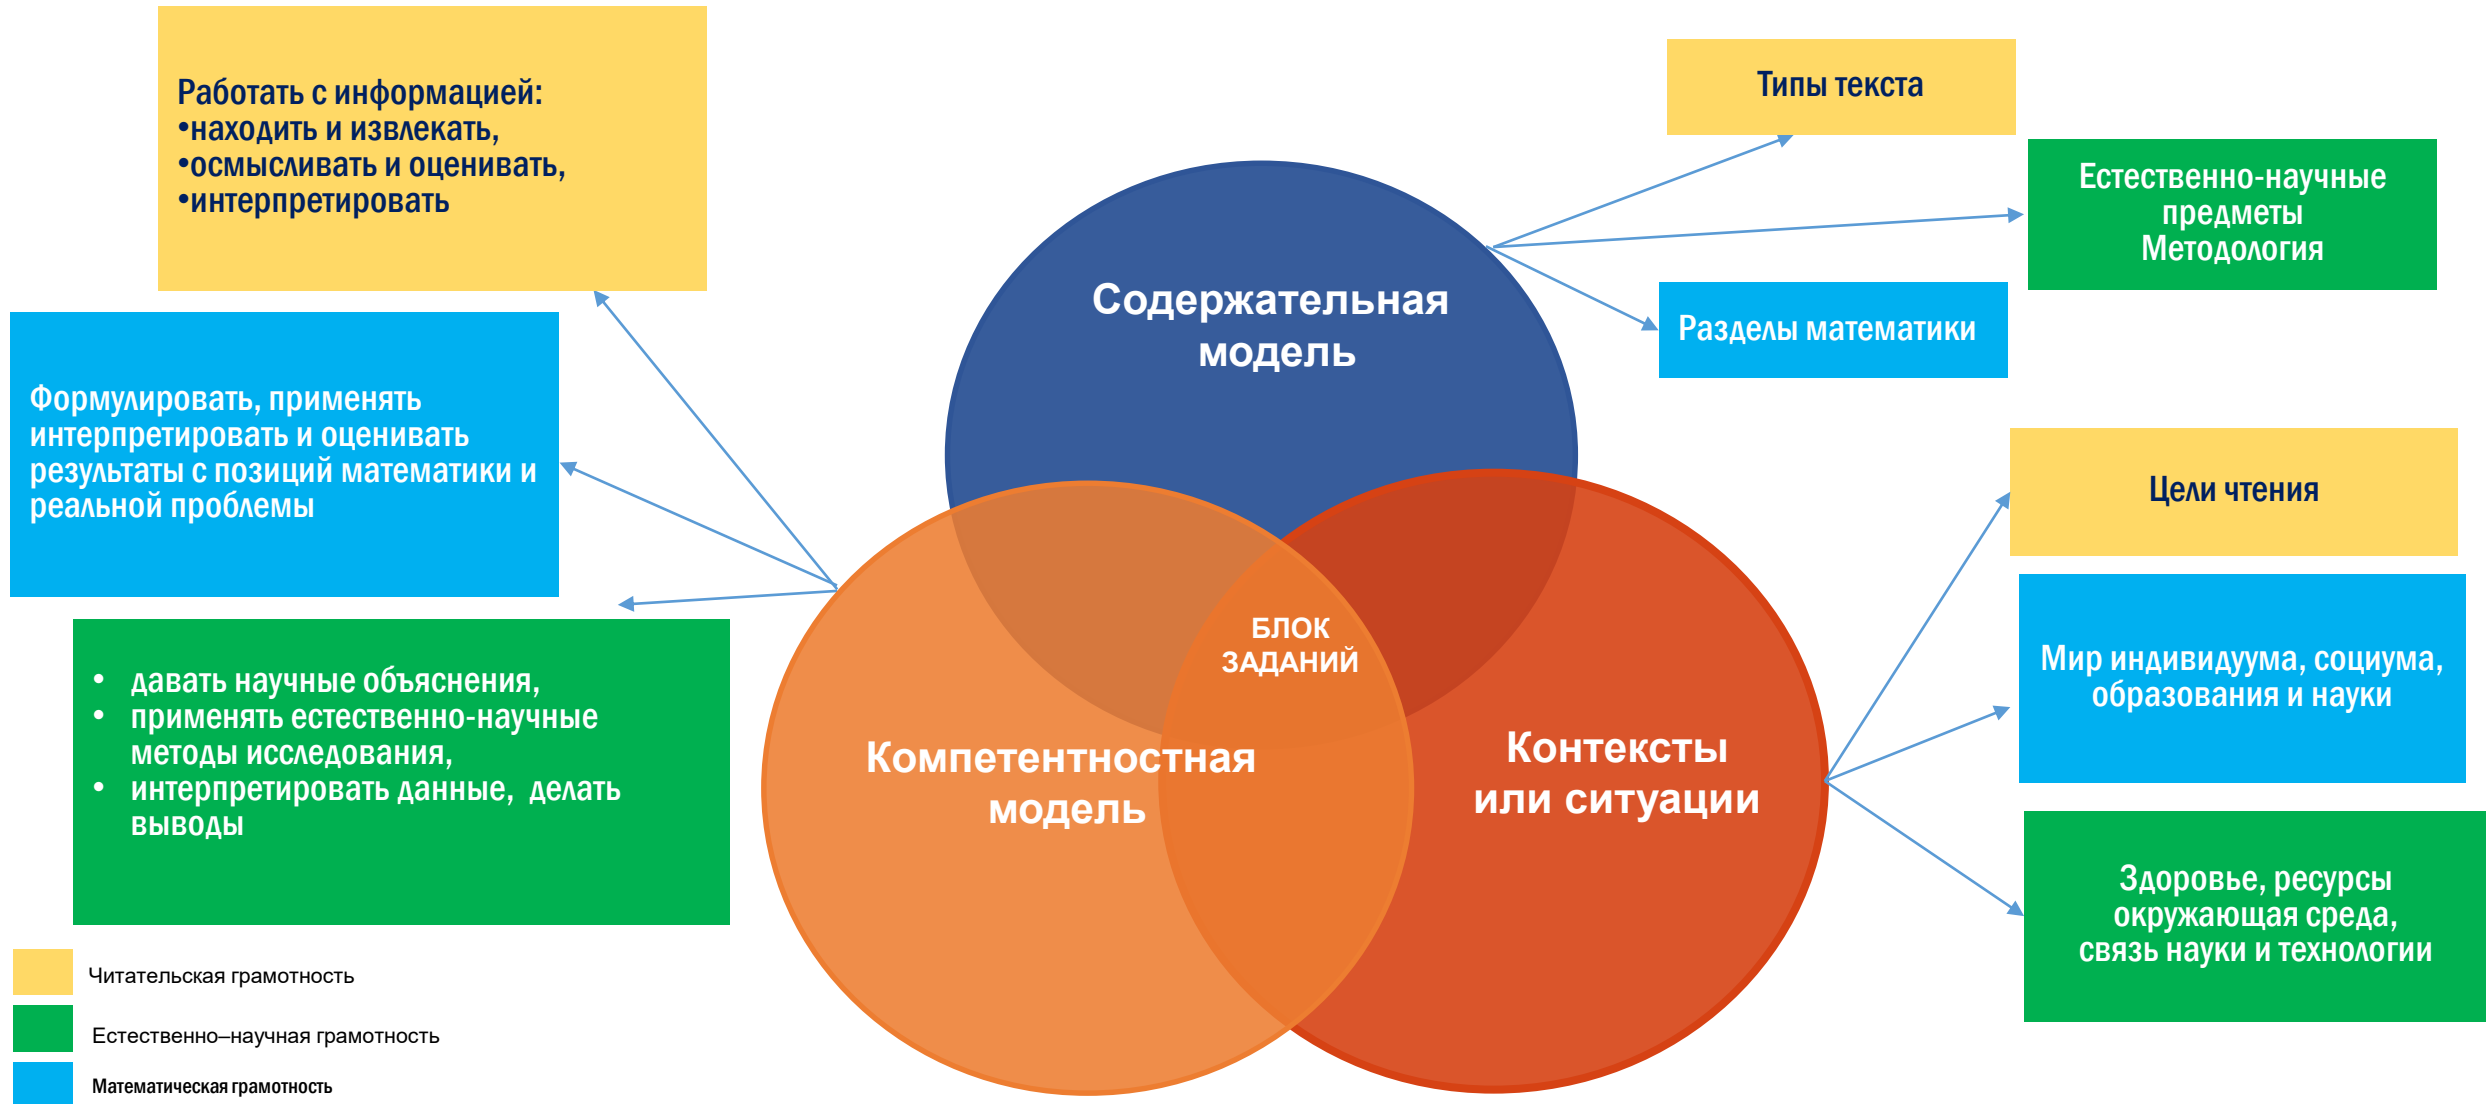 Работать с информацией:
•находить и извлекать,
•осмысливать и оценивать,
•интерпретировать
Формулировать, применять
интерпретировать и оценивать
результаты с позиций математики и
реальной проблемы
• давать научные объяснения,
• применять естественно-научные
методы исследования,
• интерпретировать данные, делать
выводы
Читательская грамотность
Естественно–научная грамотность
Математическая грамотность
Содержательная
модель
БЛОК
ЗАДАНИЙ
Компетентностная
модель
Контексты
или ситуации
Типы текста
Естественно-научные
предметы
Методология
Разделы математики
Цели чтения
Мир индивидуума, социума,
образования и науки
Здоровье, ресурсы
окружающая среда,
связь науки и технологии